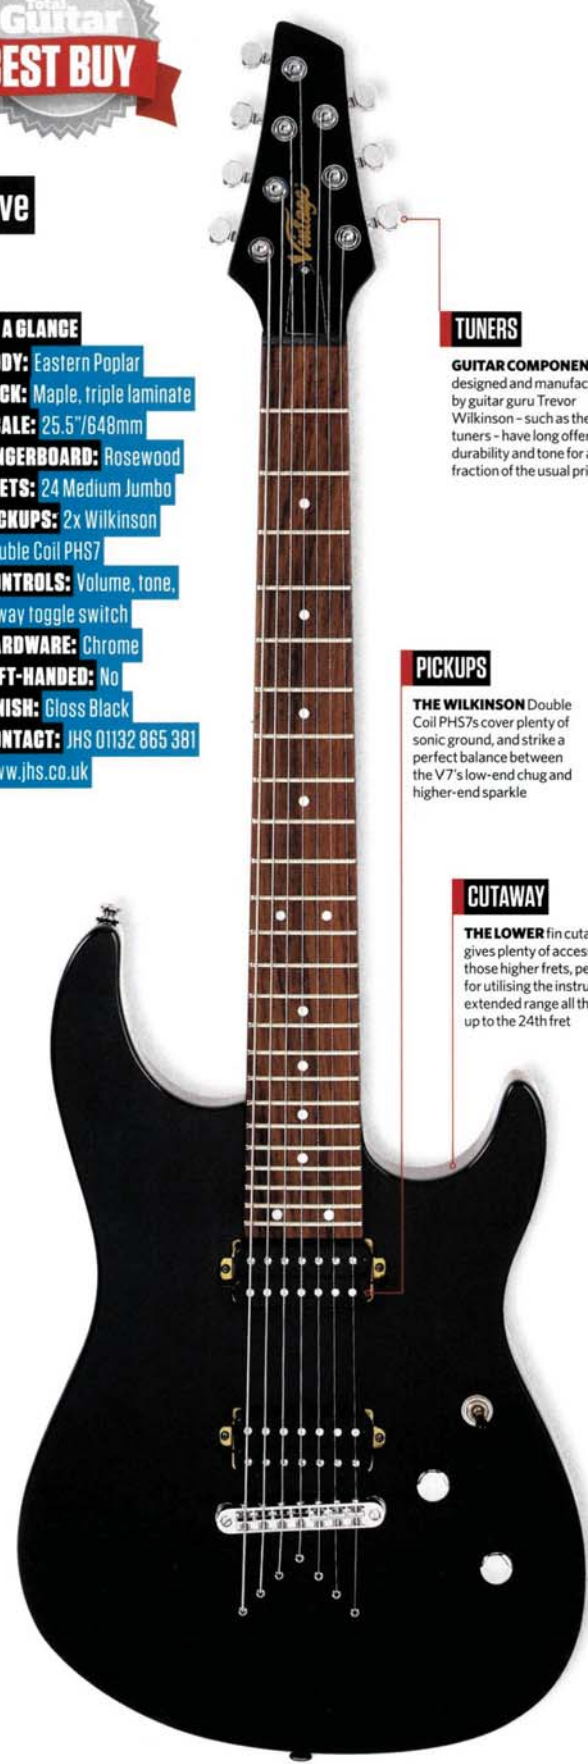 Total
Guitar
BEST BUY
ve
A GLANCE
DY: Eastern Poplar
CK: Maple, triple laminate
ALE: 25.5"/648mm
NGERBOARD: Rosewood
ETS: 24 Medium Jumbo
CKUPS: 2x Wilkinson
uble Coil PHS7
NTROLS: Volume, tone,
way toggle switch
RDWARE: Chrome
FT-HANDED: No
NISH: Gloss Black
NTACT: JHS 01132 865 381
ww.jhs.co.uk
Vintage
TUNERS
GUITAR COMPONEN
designed and manufac
by guitar guru Trevor
Wilkinson – such as the
tuners – have long offer
durability and tone for a
fraction of the usual pri
PICKUPS
THE WILKINSON Double
Coil PHS7s cover plenty of
sonic ground, and strike a
perfect balance between
the V7's low-end chug and
higher-end sparkle
CUTAWAY
THE LOWER fin cuta
gives plenty of acces
those higher frets, pe
for utilising the instru
extended range all th
up to the 24th fret